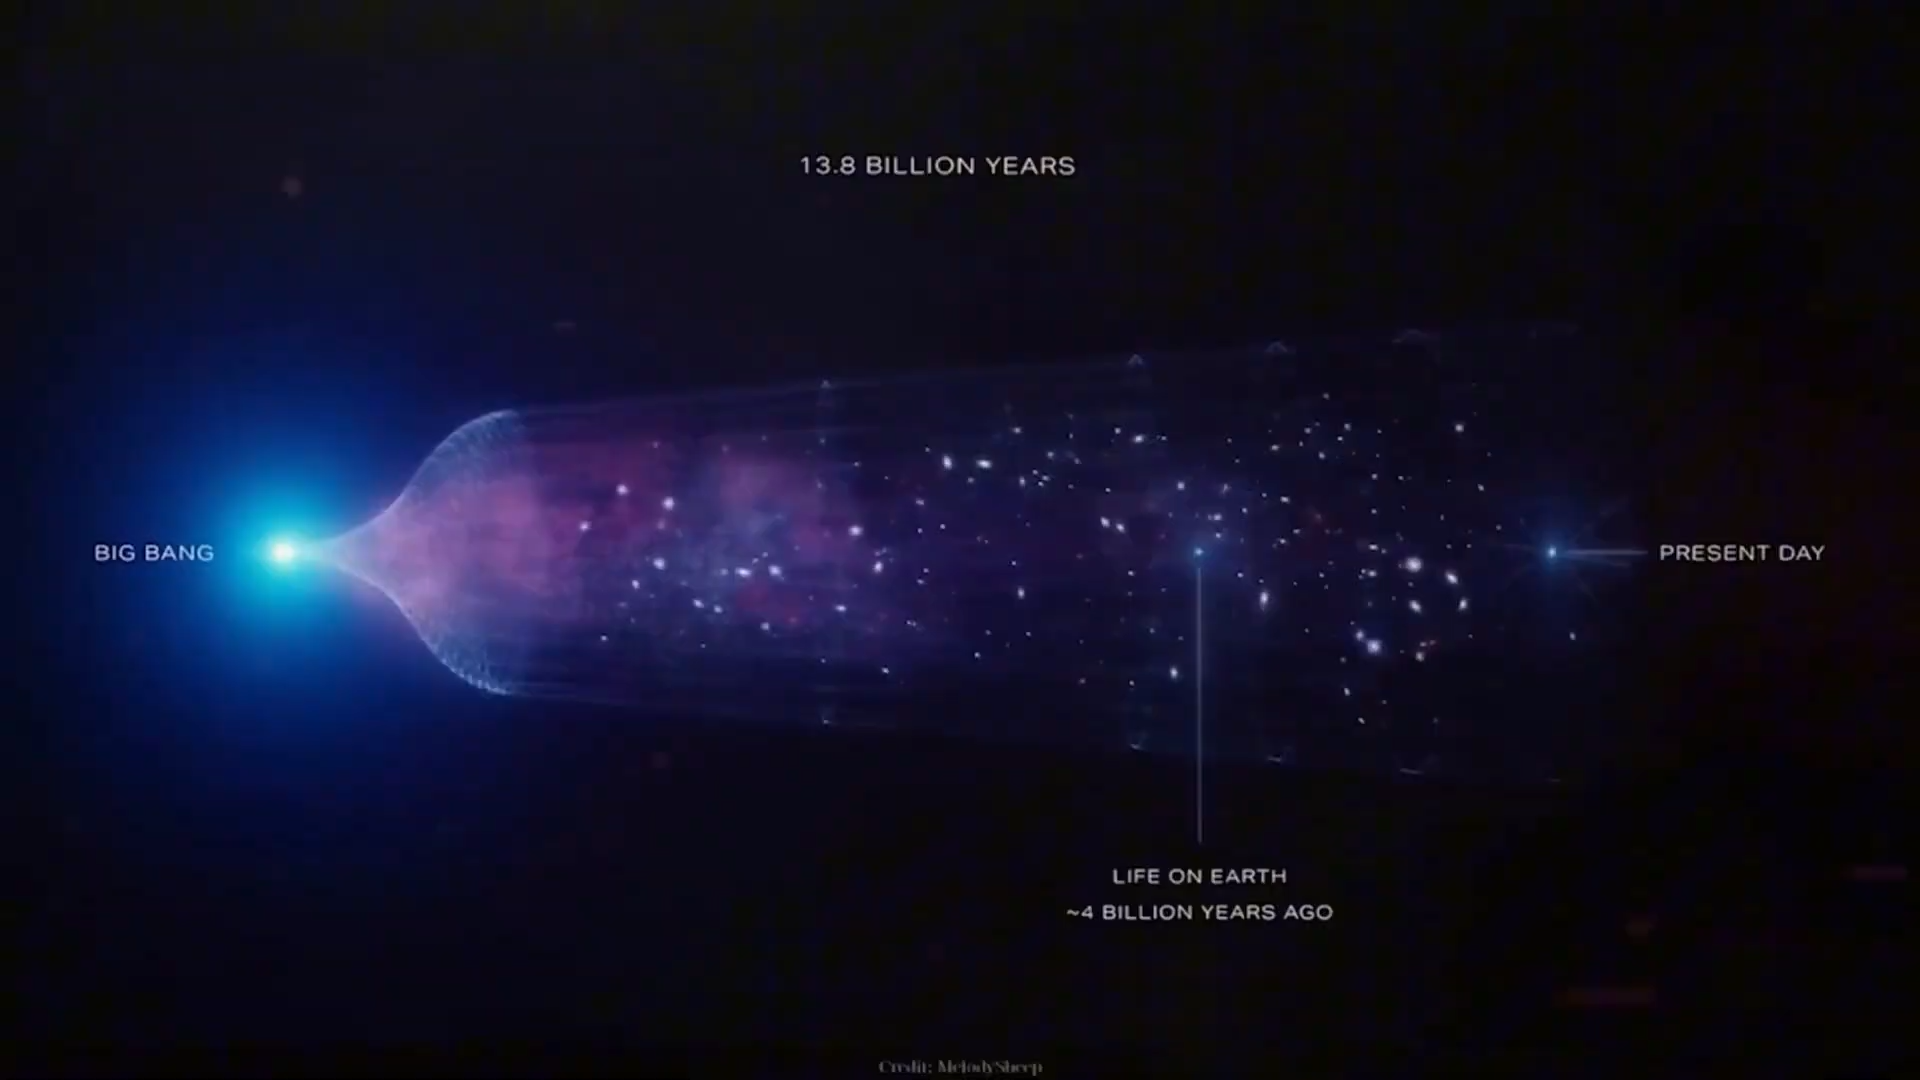 13.8 BILLION YEARS
BIG BANG
PRESENT DAY
LIFE ON EARTH
~4 BILLION YEARS AGO
Credit: MelodySheep